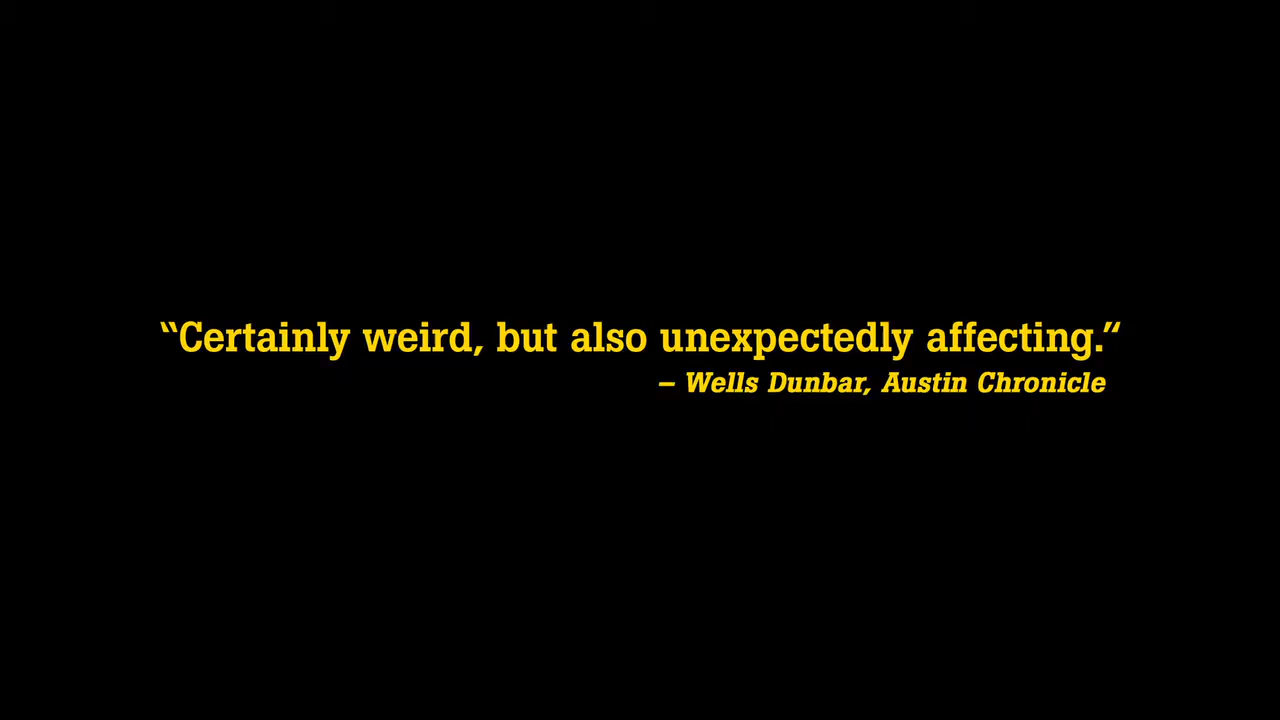 “Certainly weird, but also unexpectedly affecting.”
– Wells Dunbar, Austin Chronicle